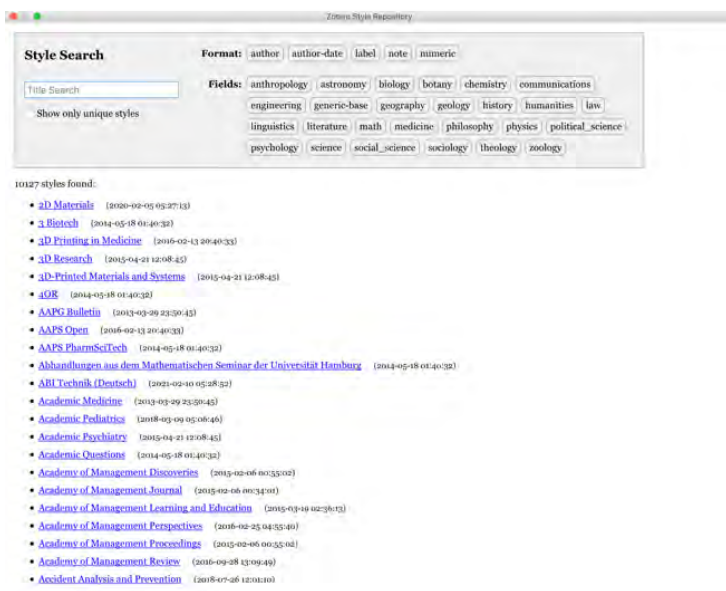 Zotero Style Repository
Style Search
Format: author author-date label note numeric
Title Search
Fields: anthropology astronomy biology botany chemistry communications
Show only unique styles
engineering generic-base geography geology history humanities law
linguistics literature math medicine philosophy physics political_science
psychology science social_science sociology theology zoology
10127 styles found:
2D Materials (2020-02-05 05:27:13)
3 Biotech (2014-05-18 01:40:32)
3D Printing in Medicine (2016-02-13 20:40:33)
3D Research (2015-04-21 12:08:45)
3D-Printed Materials and Systems (2015-04-21 12:08:45)
4OR (2014-05-18 01:40:32)
AAPG Bulletin (2013-03-29 23:50:45)
AAPS Open (2016-02-13 20:40:33)
AAPS PharmSciTech (2014-05-18 01:40:32)
Abhandlungen aus dem Mathematischen Seminar der Universität Hamburg (2014-05-18 01:40:32)
ABI Technik (Deutsch) (2021-02-10 05:28:52)
Academic Medicine (2013-03-29 23:50:45)
Academic Pediatrics (2018-03-09 05:06:46)
Academic Psychiatry (2015-04-21 12:08:45)
Academic Questions (2014-05-18 01:40:32)
Academy of Management Discoveries (2015-02-06 00:55:02)
Academy of Management Journal (2015-02-06 00:34:01)
Academy of Management Learning and Education (2015-03-19 02:36:13)
Academy of Management Perspectives (2016-02-25 04:55:40)
Academy of Management Proceedings (2015-02-06 00:55:02)
Academy of Management Review (2016-09-28 13:09:49)
Accident Analysis and Prevention (2018-07-26 12:01:10)